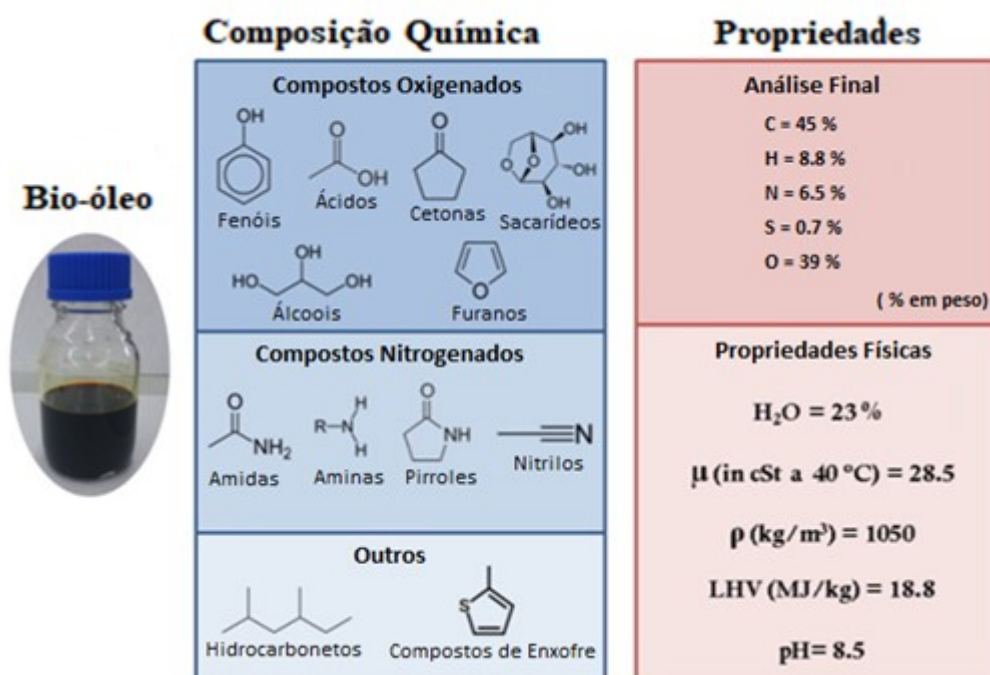 Composição Química
Propriedades
Bio-óleo
Compostos Oxigenados
OH
O
OH
O
O
O
OH
OH
OH
Fenóis
Ácidos
Cetonas
Sacarídeos
OH
HO
OH
O
Álcoois
Furanos
Compostos Nitrogenados
O
NH₂
R-N
H
H
O
NH
N
Amidas
Aminas
Pirroles
Nitrilos
Outros
S
Hidrocarbonetos
Compostos de Enxofre
Análise Final
C = 45 %
H = 8.8 %
N = 6.5 %
S = 0.7 %
O = 39 %
( % em peso)
Propriedades Físicas
H₂O = 23%
μ (in cSt a 40 °C) = 28.5
ρ (kg/m³) = 1050
LHV (MJ/kg) = 18.8
pH= 8.5